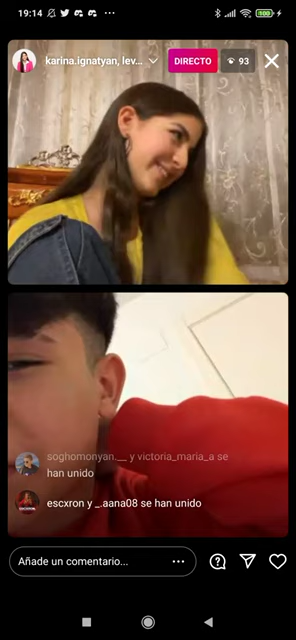 19:14
100
karina.ignatyan, lev...
DIRECTO
93
soghomonyan.__ y victoria_maria_a se
han unido
escxron y _.aana08 se han unido
Añade un comentario...